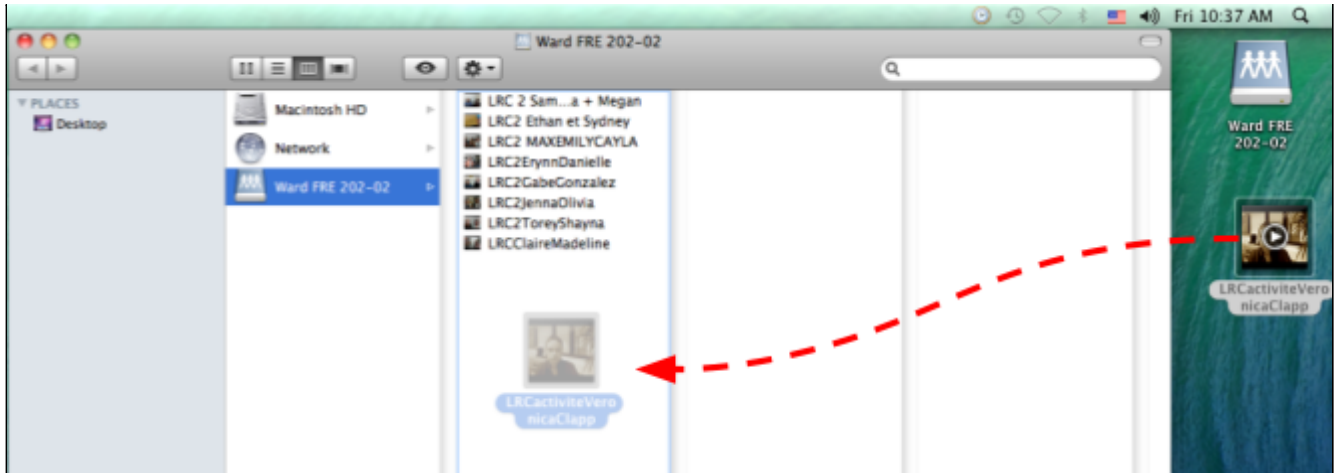 Fri 10:37 AM
Ward FRE 202-02
PLACES
Desktop
Macintosh HD
Network
Ward FRE 202-02
LRC 2 Sam...a + Megan
LRC2 Ethan et Sydney
LRC2 MAXEMILYCAYLA
LRC2ErynnDanielle
LRC2GabeGonzalez
LRC2JennaOlivia
LRC2ToreyShayna
LRCClaireMadeline
LRCactiviteVero
nicaClapp
Ward FRE
202-02
LRCactiviteVero
nicaClapp